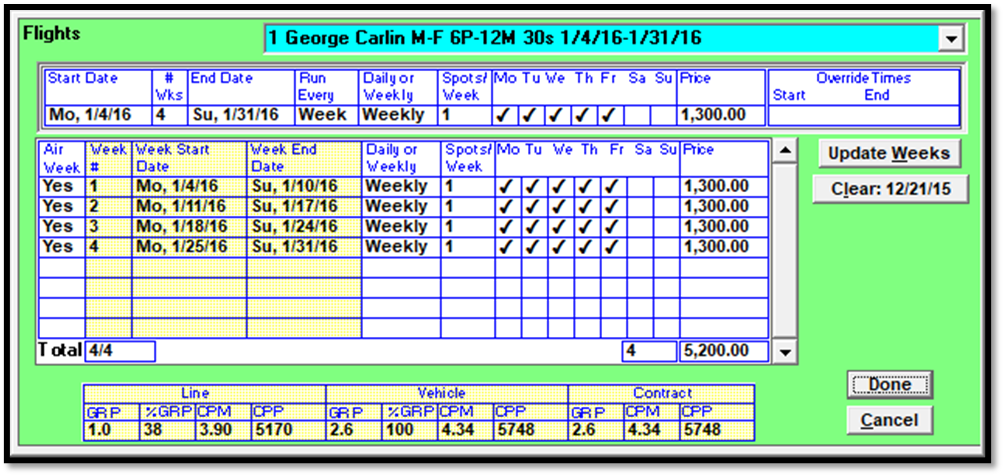 Flights
1 George Carlin M-F 6P-12M 30s 1/4/16-1/31/16
Start Date # Wks End Date Run Every Daily or Weekly Spots/ Week Mo Tu We Th Fr Sa Su Price Override Times Start End
Mo, 1/4/16 4 Su, 1/31/16 Week Weekly 1 ✓ ✓ ✓ ✓ ✓ 1,300.00
Air Week Week # Week Start Date Week End Date Daily or Weekly Spots/ Week Mo Tu We Th Fr Sa Su Price
Yes 1 Mo, 1/4/16 Su, 1/10/16 Weekly 1 ✓ ✓ ✓ ✓ ✓ 1,300.00
Yes 2 Mo, 1/11/16 Su, 1/17/16 Weekly 1 ✓ ✓ ✓ ✓ ✓ 1,300.00
Yes 3 Mo, 1/18/16 Su, 1/24/16 Weekly 1 ✓ ✓ ✓ ✓ ✓ 1,300.00
Yes 4 Mo, 1/25/16 Su, 1/31/16 Weekly 1 ✓ ✓ ✓ ✓ ✓ 1,300.00
Total 4/4 4 5,200.00
Update Weeks
Clear: 12/21/15
Line Vehicle Contract
GRP %GRP CPM CPP GRP %GRP CPM CPP GRP CPM CPP
1.0 38 3.90 5170 2.6 100 4.34 5748 2.6 4.34 5748
Done
Cancel